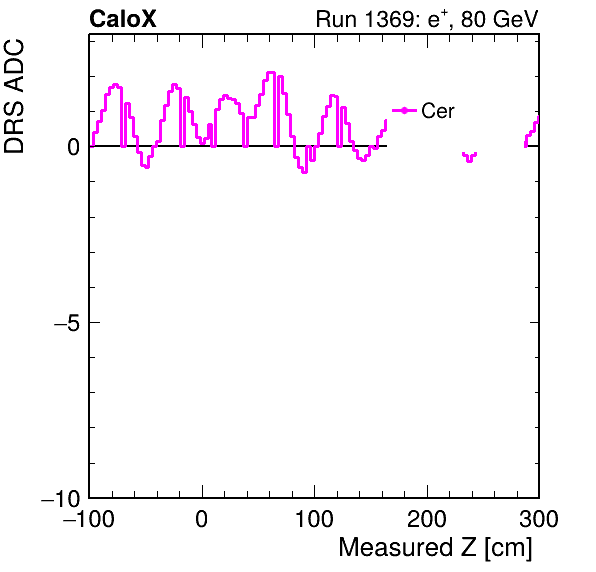 CaloX Run 1369: e⁺, 80 GeV
DRS ADC
Cer
0
−5
−10
−100 0 100 200 300
Measured Z [cm]